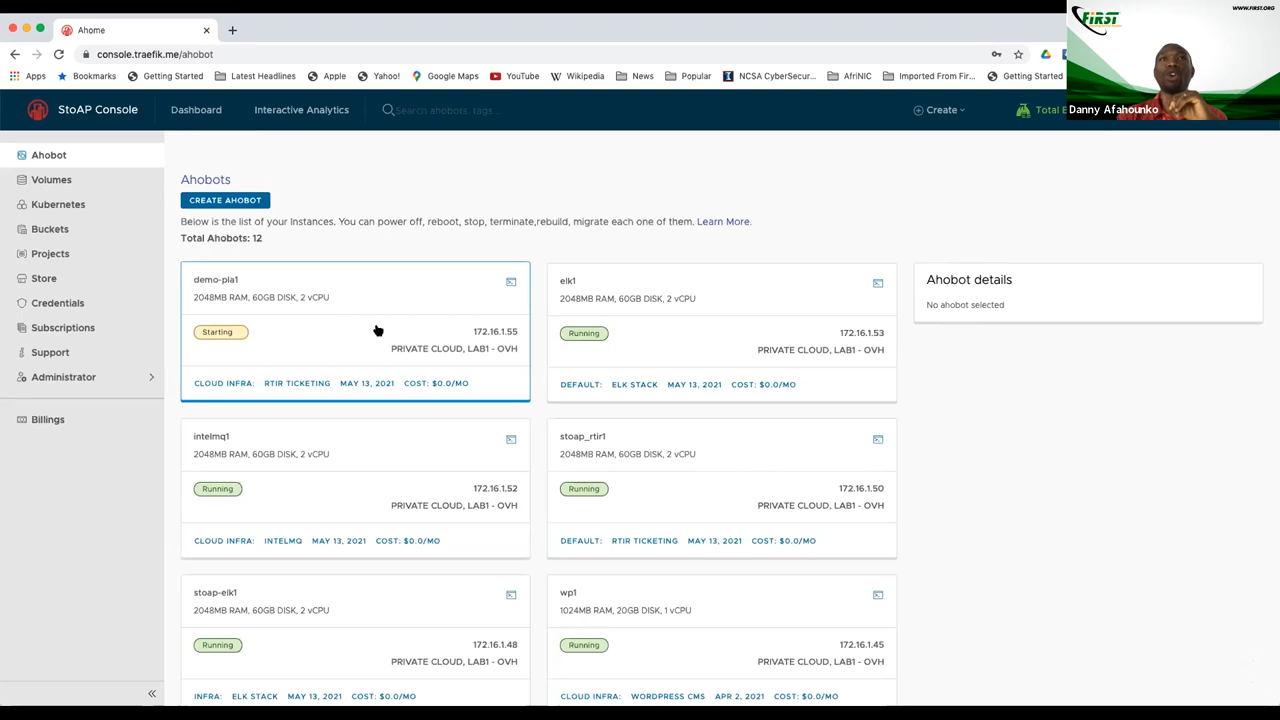 Ahome
console.traefik.me/ahobot
Apps
Bookmarks
Getting Started
Latest Headlines
Apple
Yahoo!
Google Maps
YouTube
Wikipedia
News
Popular
NCSA CyberSecur...
AfriNIC
Imported From Fir...
Getting Started
WWW.FIRST.ORG
FiRST
Danny Afahounko
StoAP Console
Dashboard
Interactive Analytics
Search ahobots, tags...
Create
Total
Ahobot
Volumes
Kubernetes
Buckets
Projects
Store
Credentials
Subscriptions
Support
Administrator
Billings
Ahobots
CREATE AHOBOT
Below is the list of your Instances. You can power off, reboot, stop, terminate,rebuild, migrate each one of them. Learn More.
Total Ahobots: 12
demo-pla1
2048MB RAM, 60GB DISK, 2 vCPU
Starting
172.16.1.55
PRIVATE CLOUD, LAB1 - OVH
CLOUD INFRA: RTIR TICKETING MAY 13, 2021 COST: $0.0/MO
elk1
2048MB RAM, 60GB DISK, 2 vCPU
Running
172.16.1.53
PRIVATE CLOUD, LAB1 - OVH
DEFAULT: ELK STACK MAY 13, 2021 COST: $0.0/MO
Ahobot details
No ahobot selected
intelmq1
2048MB RAM, 60GB DISK, 2 vCPU
Running
172.16.1.52
PRIVATE CLOUD, LAB1 - OVH
CLOUD INFRA: INTELMQ MAY 13, 2021 COST: $0.0/MO
stoap_rtir1
2048MB RAM, 60GB DISK, 2 vCPU
Running
172.16.1.50
PRIVATE CLOUD, LAB1 - OVH
DEFAULT: RTIR TICKETING MAY 13, 2021 COST: $0.0/MO
stoap-elk1
2048MB RAM, 60GB DISK, 2 vCPU
Running
172.16.1.48
PRIVATE CLOUD, LAB1 - OVH
INFRA: ELK STACK MAY 13, 2021 COST: $0.0/MO
wp1
1024MB RAM, 20GB DISK, 1 vCPU
Running
172.16.1.45
PRIVATE CLOUD, LAB1 - OVH
CLOUD INFRA: WORDPRESS CMS APR 2, 2021 COST: $0.0/MO